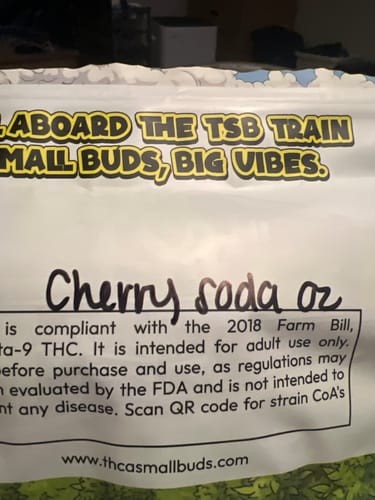 ABOARD THE TSB TRAIN
MALL BUDS, BIG VIBES.
Cherry soda oz
is compliant with the 2018 Farm Bill,
ta-9 THC. It is intended for adult use only.
efore purchase and use, as regulations may
n evaluated by the FDA and is not intended to
nt any disease. Scan QR code for strain CoA's
www.thcasmallbuds.com